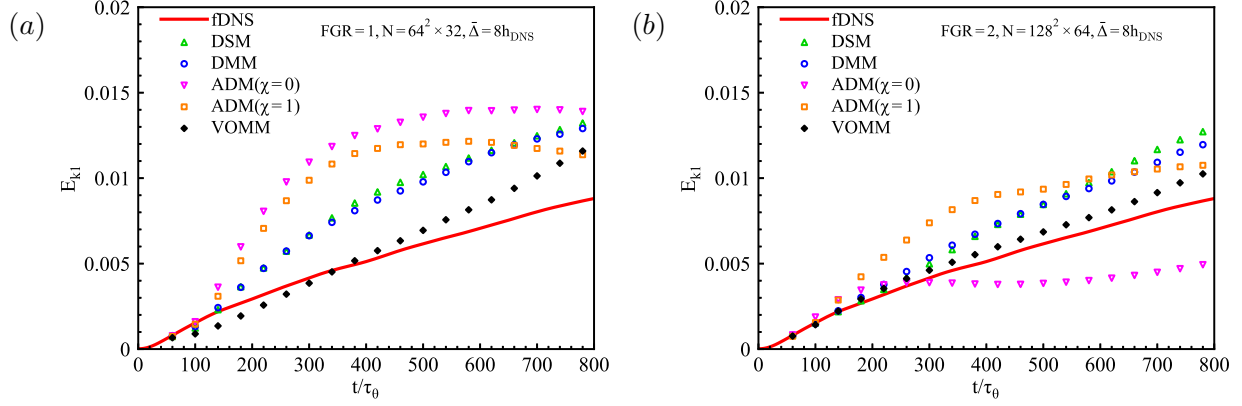 (a)
0.02
0.015
0.01
0.005
0
E_k1
fDNS
DSM
DMM
ADM(χ=0)
ADM(χ=1)
VOMM
FGR = 1, N = 64² × 32, Δ̄ = 8h_DNS
0 100 200 300 400 500 600 700 800
t/τ_θ
(b)
0.02
0.015
0.01
0.005
0
E_k1
fDNS
DSM
DMM
ADM(χ=0)
ADM(χ=1)
VOMM
FGR = 2, N = 128² × 64, Δ̄ = 8h_DNS
0 100 200 300 400 500 600 700 800
t/τ_θ